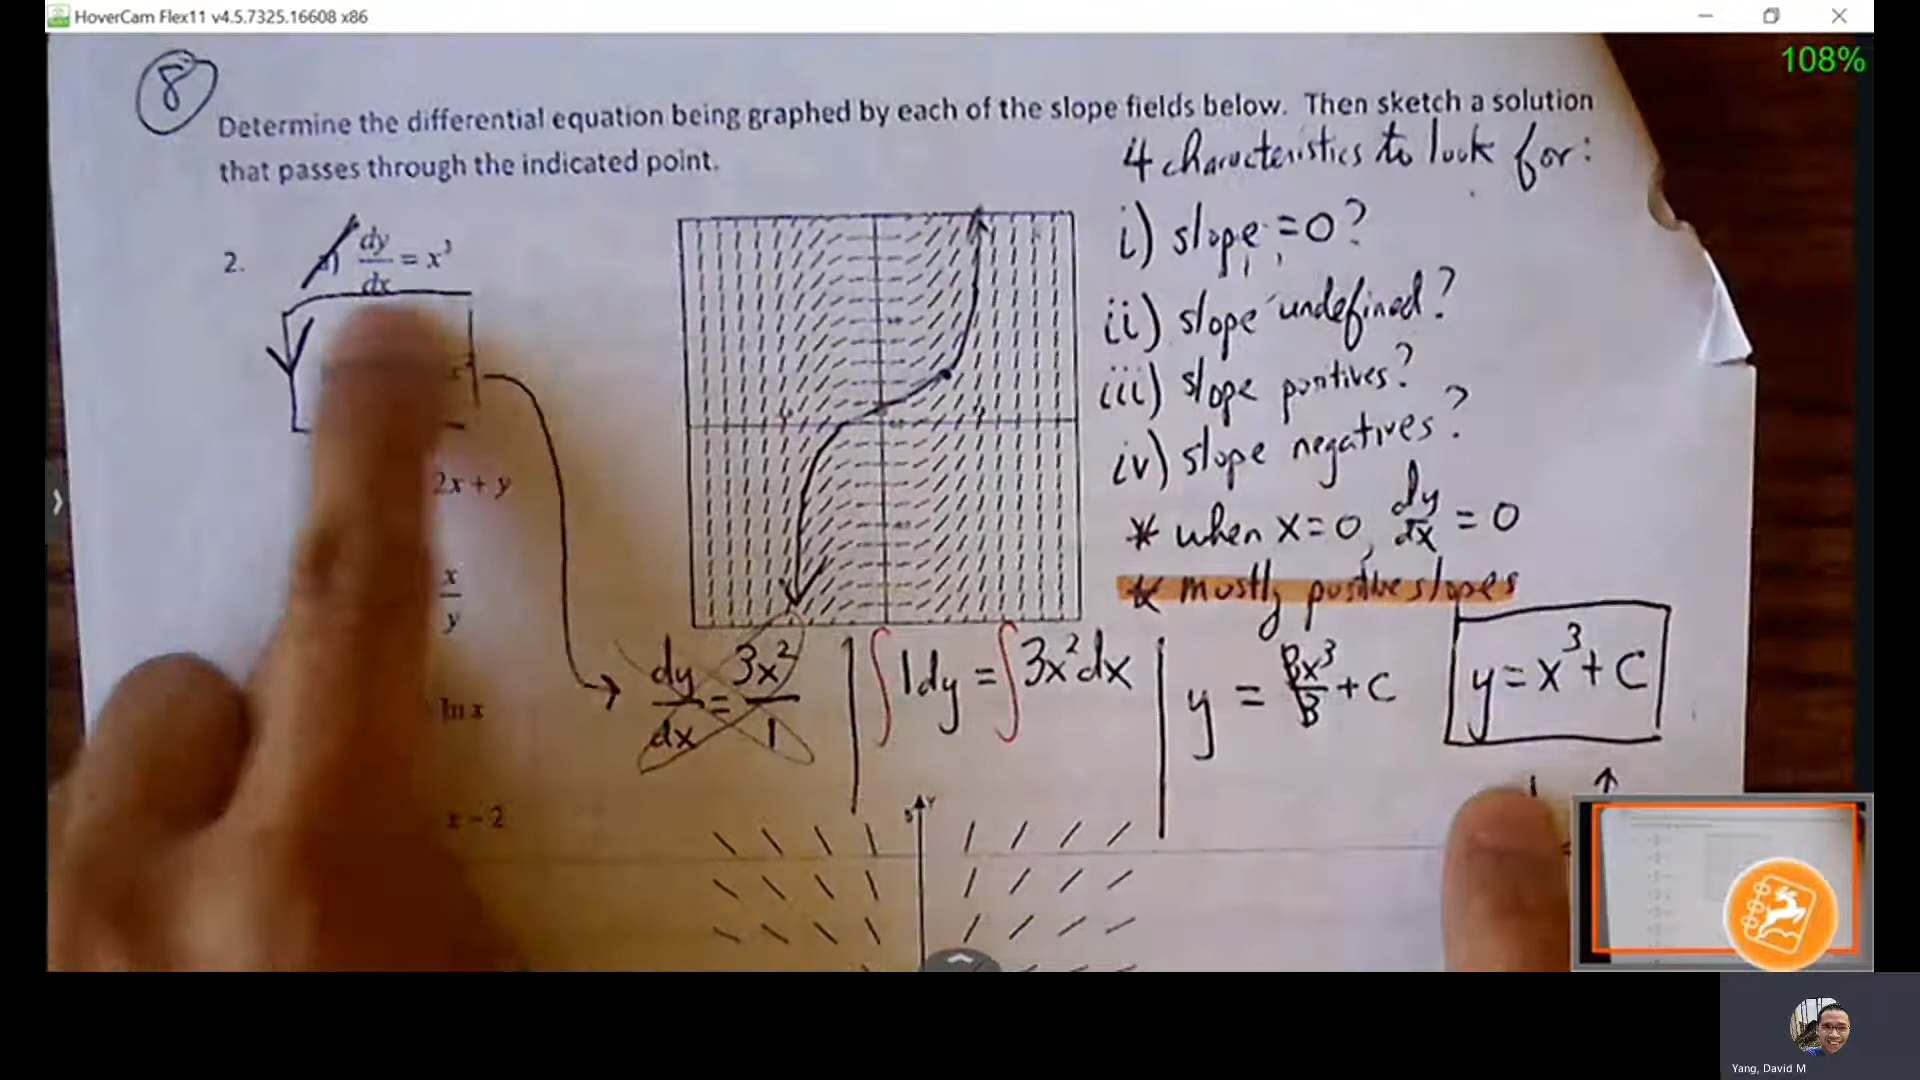 HoverCam Flex11 v4.5.7325.16608 x86
108%
8
Determine the differential equation being graphed by each of the slope fields below. Then sketch a solution
that passes through the indicated point.
4 characteristics to look for:
2.
dy/dx = x³
i) slope = 0?
ii) slope undefined?
iii) slope positives?
iv) slope negatives?
2x + y
* when x=0, dy/dx = 0
* mostly positive slopes
x/y
dy/dx = 3x²/1 | ∫1dy = ∫3x²dx | y = 3x³/3 + C
y = x³ + C
ln x
x - 2
y
Yang, David M